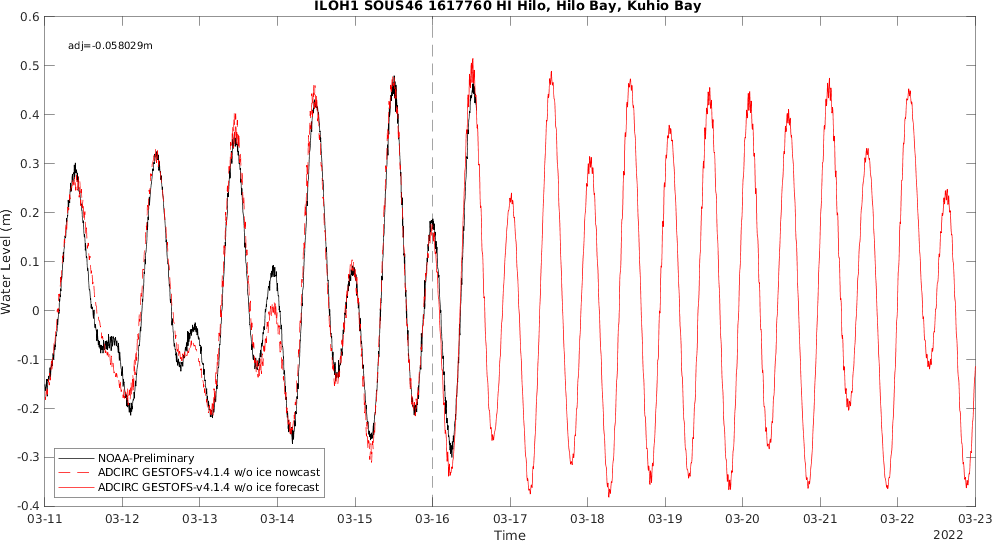 ILOH1 SOUS46 1617760 HI Hilo, Hilo Bay, Kuhio Bay
0.6
adj=-0.058029m
0.5
0.4
0.3
0.2
0.1
0
-0.1
-0.2
-0.3
-0.4
Water Level (m)
NOAA-Preliminary
ADCIRC GESTOFS-v4.1.4 w/o ice nowcast
ADCIRC GESTOFS-v4.1.4 w/o ice forecast
03-11 03-12 03-13 03-14 03-15 03-16 03-17 03-18 03-19 03-20 03-21 03-22 03-23
Time
2022